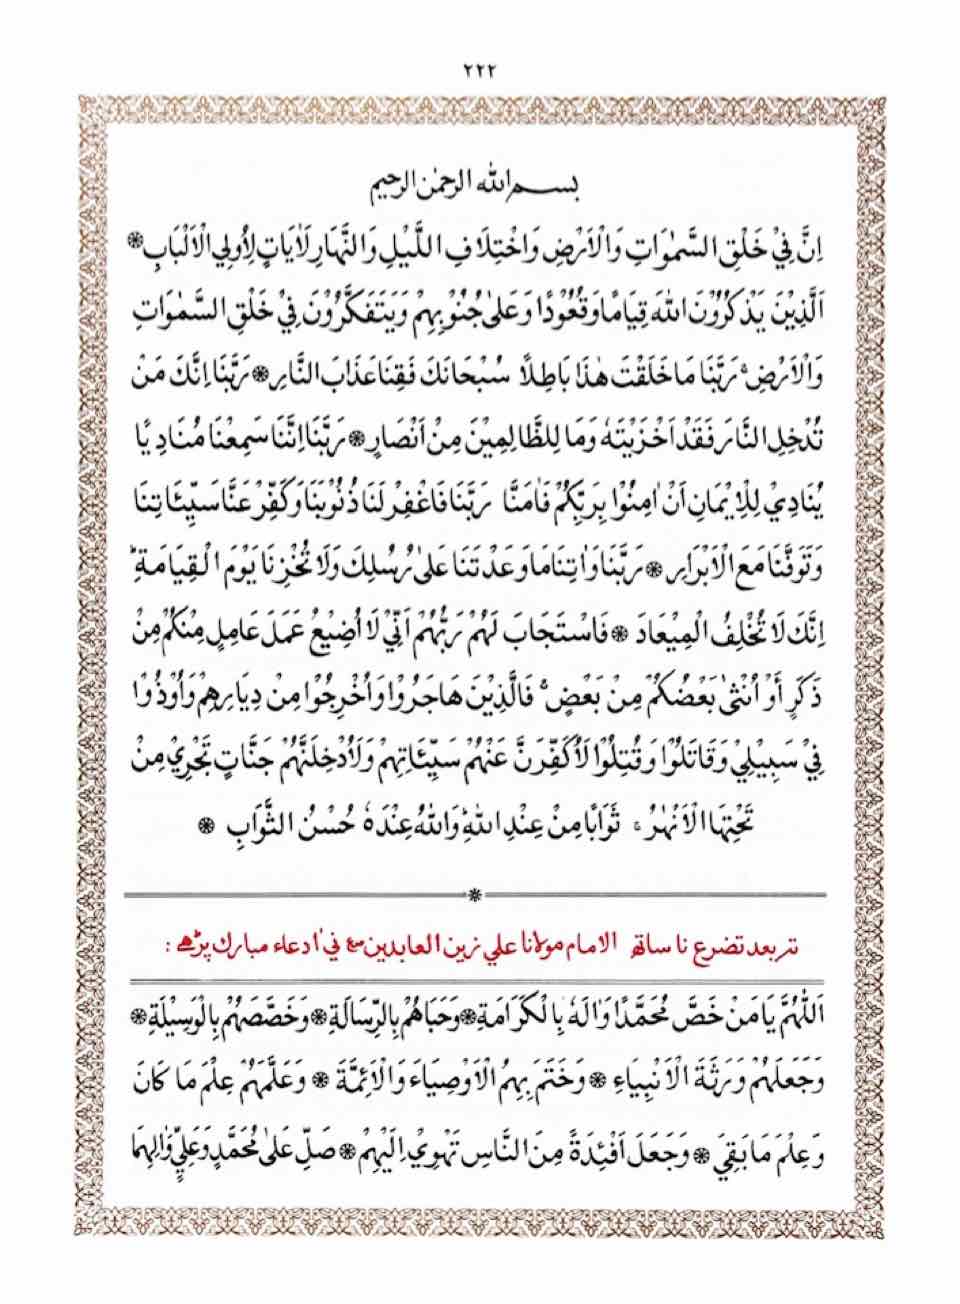 ٢٢٢
بسم الله الرحمن الرحيم
اِنَّ فِيْ خَلْقِ السَّمٰوَاتِ وَالْاَرْضِ وَاخْتِلَافِ اللَّيْلِ وَالنَّهَارِ لَاٰيَاتٍ لِاُولِي الْاَلْبَابِ ❋
اَلَّذِيْنَ يَذْكُرُوْنَ اللهَ قِيَامًا وَقُعُوْدًا وَعَلٰى جُنُوْبِهِمْ وَيَتَفَكَّرُوْنَ فِيْ خَلْقِ السَّمٰوَاتِ
وَالْاَرْضِ ۚ رَبَّنَا مَا خَلَقْتَ هٰذَا بَاطِلًا سُبْحَانَكَ فَقِنَا عَذَابَ النَّارِ ❋ رَبَّنَا اِنَّكَ مَنْ
تُدْخِلِ النَّارَ فَقَدْ اَخْزَيْتَهٗ وَمَا لِلظَّالِمِيْنَ مِنْ اَنْصَارٍ ❋ رَبَّنَا اِنَّنَا سَمِعْنَا مُنَادِيًا
يُنَادِيْ لِلْاِيْمَانِ اَنْ اٰمِنُوْا بِرَبِّكُمْ فَاٰمَنَّا رَبَّنَا فَاغْفِرْ لَنَا ذُنُوْبَنَا وَكَفِّرْ عَنَّا سَيِّئَاتِنَا
وَتَوَفَّنَا مَعَ الْاَبْرَارِ ❋ رَبَّنَا وَاٰتِنَا مَا وَعَدْتَنَا عَلٰى رُسُلِكَ وَلَا تُخْزِنَا يَوْمَ الْقِيَامَةِ ؕ
اِنَّكَ لَا تُخْلِفُ الْمِيْعَادَ ❋ فَاسْتَجَابَ لَهُمْ رَبُّهُمْ اَنِّيْ لَا اُضِيْعُ عَمَلَ عَامِلٍ مِنْكُمْ مِنْ
ذَكَرٍ أَوْ اُنْثٰى بَعْضُكُمْ مِنْ بَعْضٍ ۚ فَالَّذِيْنَ هَاجَرُوْا وَاُخْرِجُوْا مِنْ دِيَارِهِمْ وَاُوْذُوْا
فِيْ سَبِيْلِيْ وَقَاتَلُوْا وَقُتِلُوْا لَاُكَفِّرَنَّ عَنْهُمْ سَيِّئَاتِهِمْ وَلَاُدْخِلَنَّهُمْ جَنَّاتٍ تَجْرِيْ مِنْ
تَحْتِهَا الْاَنْهٰرُ ۚ ثَوَابًا مِنْ عِنْدِ اللهِ ؕ وَاللهُ عِنْدَهٗ حُسْنُ الثَّوَابِ ❋
تر بعد تضرع نا ساتھ الامام مولانا علي زين العابدين ع م ني اٰ دعاء مبارك پڑھے :
اَللّٰهُمَّ يَا مَنْ خَصَّ مُحَمَّدًا وَاٰلَهٗ بِالْكَرَامَةِ ❋ وَحَبَاهُمْ بِالرِّسَالَةِ ❋ وَخَصَّصَهُمْ بِالْوَسِيْلَةِ ❋
وَجَعَلَهُمْ وَرَثَةَ الْاَنْبِيَاءِ ❋ وَخَتَمَ بِهِمُ الْاَوْصِيَاءَ وَالْاَئِمَّةَ ❋ وَعَلَّمَهُمْ عِلْمَ مَا كَانَ
وَعِلْمَ مَا بَقِيَ ❋ وَجَعَلَ اَفْئِدَةً مِنَ النَّاسِ تَهْوِيْ اِلَيْهِمْ ❋ صَلِّ عَلٰى مُحَمَّدٍ وَعَلِيٍّ وَاٰلِهِمَا